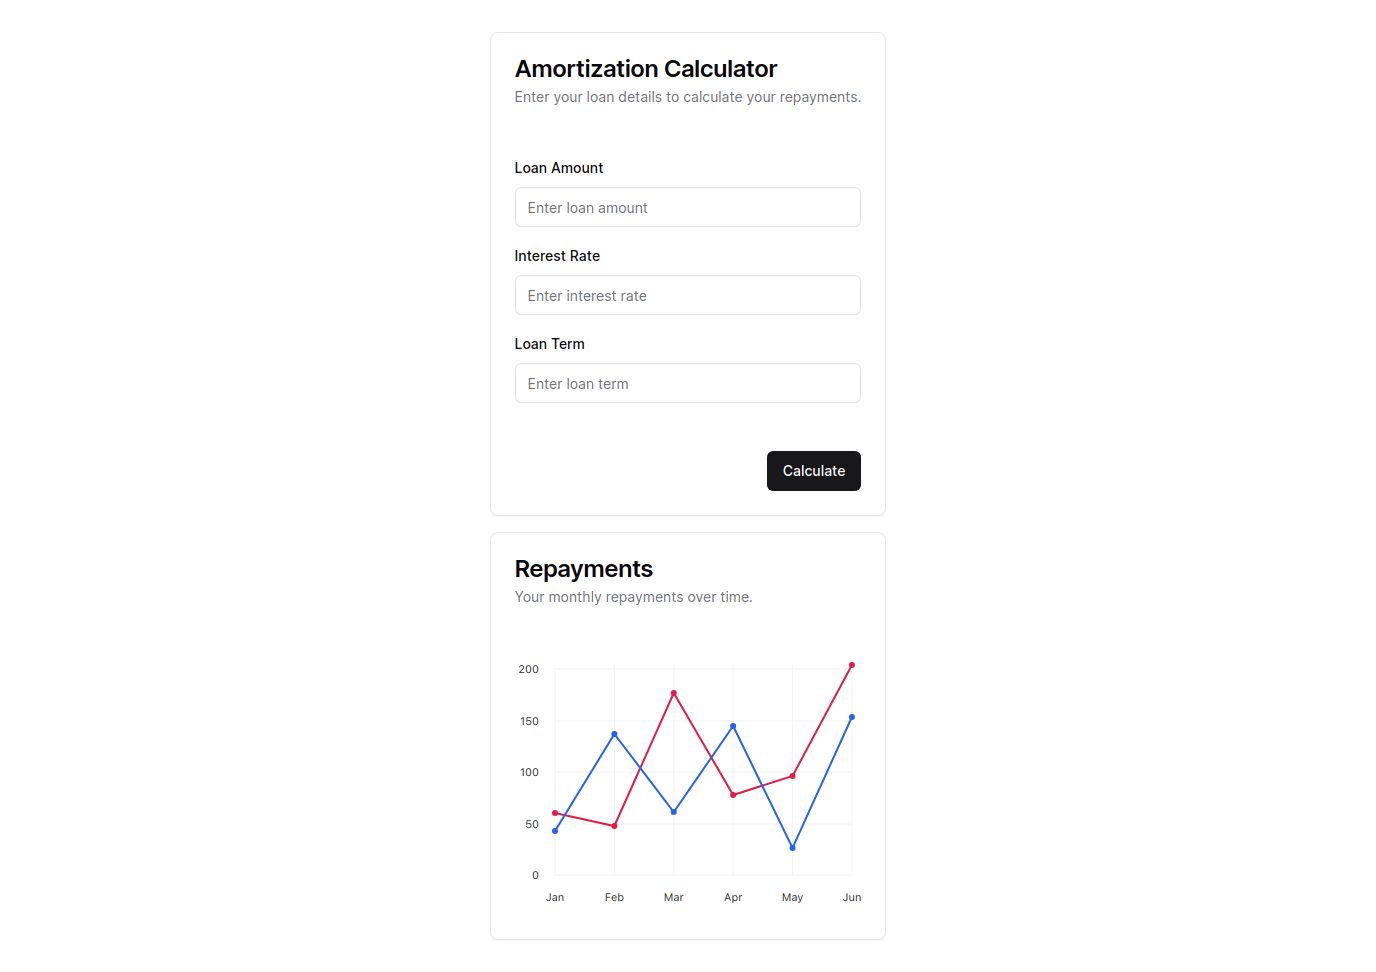 Amortization Calculator
Enter your loan details to calculate your repayments.
Loan Amount
Enter loan amount
Interest Rate
Enter interest rate
Loan Term
Enter loan term
Calculate
Repayments
Your monthly repayments over time.
200
150
100
50
0
Jan Feb Mar Apr May Jun